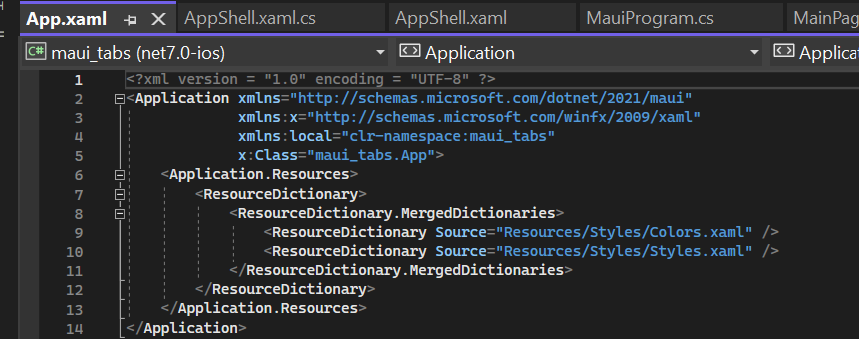 App.xaml AppShell.xaml.cs AppShell.xaml MauiProgram.cs MainPag
C# maui_tabs (net7.0-ios) Application Applica
1 <?xml version = "1.0" encoding = "UTF-8" ?>
2 <Application xmlns="http://schemas.microsoft.com/dotnet/2021/maui"
3 xmlns:x="http://schemas.microsoft.com/winfx/2009/xaml"
4 xmlns:local="clr-namespace:maui_tabs"
5 x:Class="maui_tabs.App">
6 <Application.Resources>
7 <ResourceDictionary>
8 <ResourceDictionary.MergedDictionaries>
9 <ResourceDictionary Source="Resources/Styles/Colors.xaml" />
10 <ResourceDictionary Source="Resources/Styles/Styles.xaml" />
11 </ResourceDictionary.MergedDictionaries>
12 </ResourceDictionary>
13 </Application.Resources>
14 </Application>